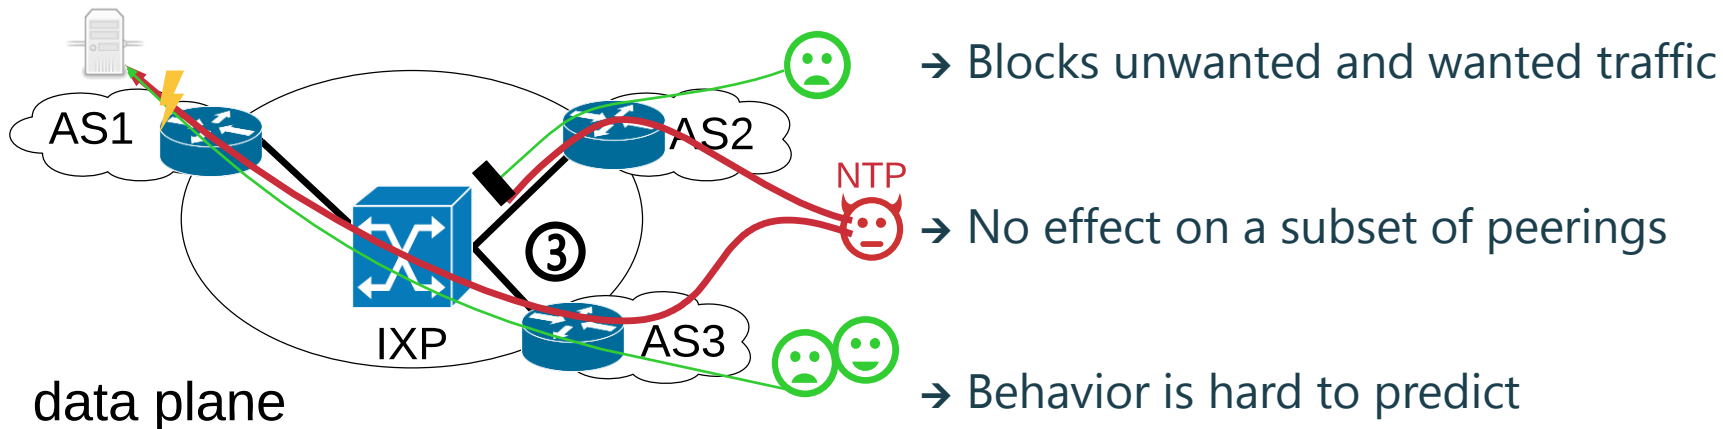 → Blocks unwanted and wanted traffic
AS1
AS2
NTP
→ No effect on a subset of peerings
3
IXP
AS3
→ Behavior is hard to predict
data plane